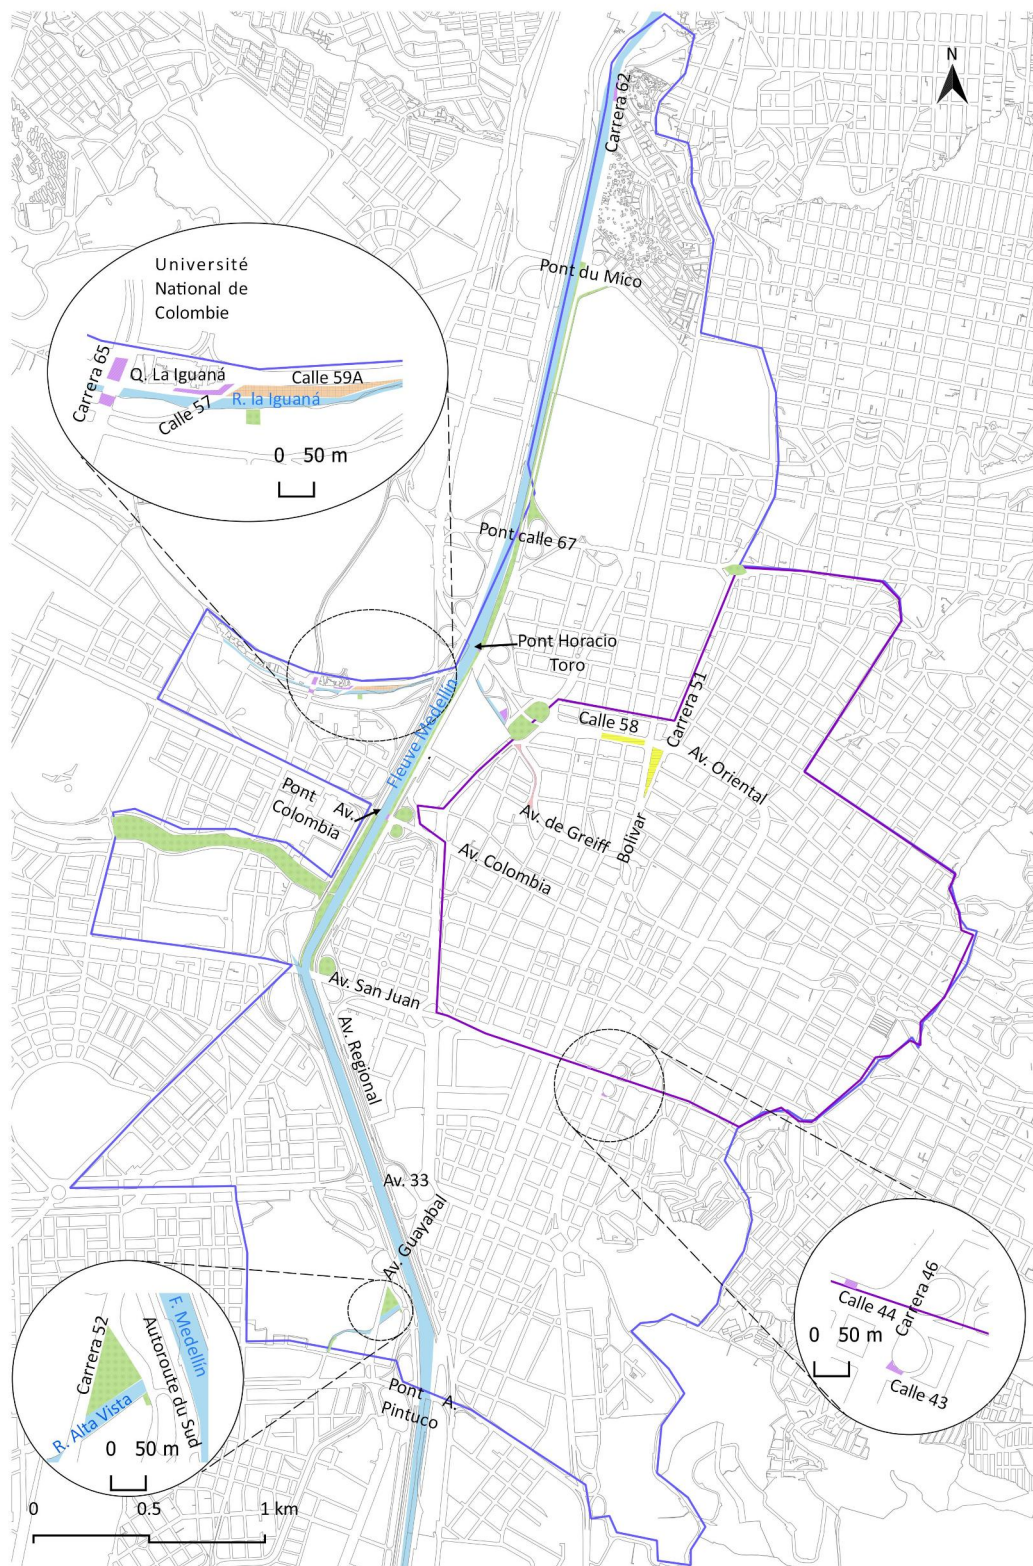 N
Carrera 62
Pont du Mico
Université
National de
Colombie
Carrera 65
Q. La Iguaná
Calle 59A
R. la Iguaná
Calle 57
0 50 m
Pont calle 67
Pont Horacio
Toro
Fleuve Medellín
Calle 58
Carrera 51
Av. Oriental
Pont Av.
Colombia
Av. de Greiff
Bolivar
Av. Colombia
Av. San Juan
Av. Regional
Av. 33
Av. Guayabal
Carrera 46
Calle 44
0 50 m
Calle 43
F. Medellín
Carrera 52
Autoroute du Sud
R. Alta Vista
0 50 m
Pont A.
Pintuco
0 0.5 1 km